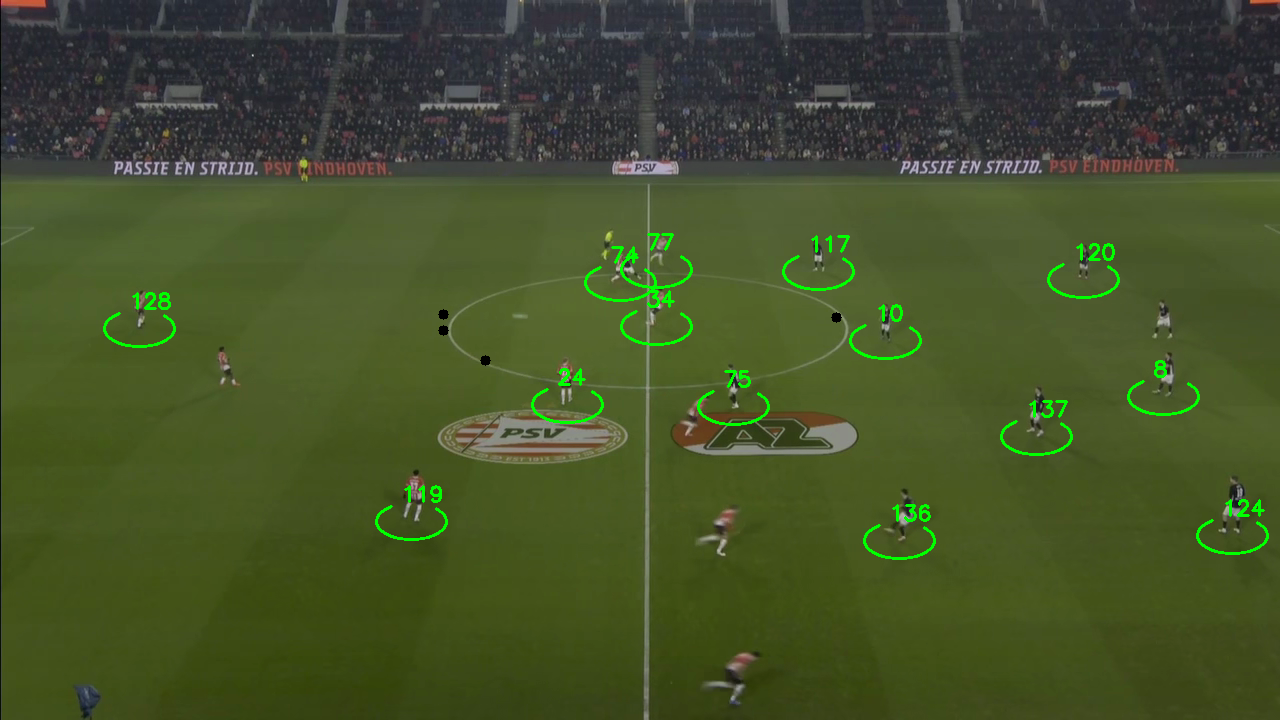 PASSIE EN STRIJD. PSV EINDHOVEN.
PSV
PASSIE EN STRIJD. PSV EINDHOVEN.
77
117
74
120
128
34
10
8
24
75
137
PSV
AZ
119
136
124